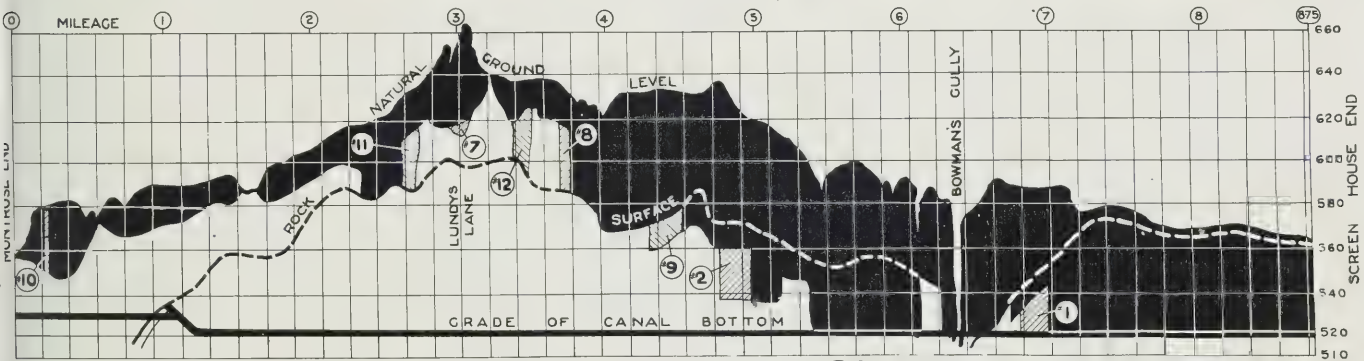 0 MILEAGE 1 2 3 4 5 6 7 8 875
660
640
620
600
580
560
540
520
510
NATURAL GROUND LEVEL
BOWMAN'S GULLY
SCREEN HOUSE END
MONTROSE END
LUNDYS LANE
ROCK SURFACE
#11
#7
#8
#12
#9
#2
#10
#1
GRADE OF CANAL BOTTOM